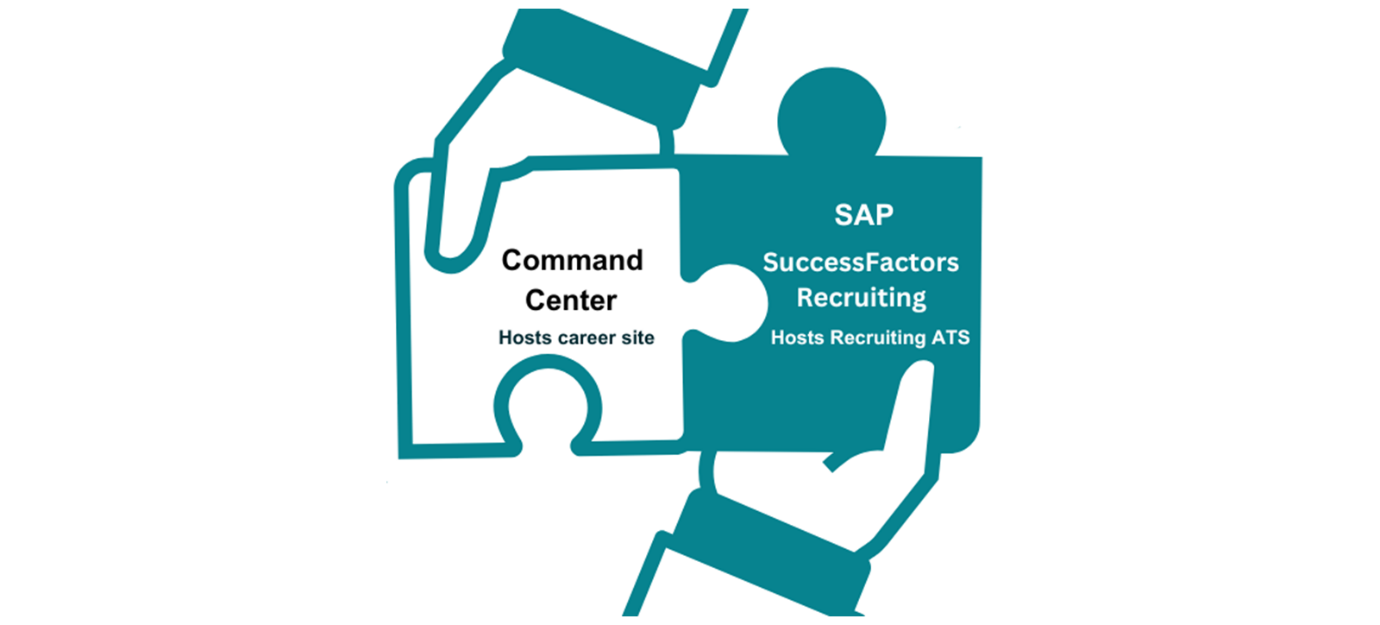 Command
Center
Hosts career site
SAP
SuccessFactors
Recruiting
Hosts Recruiting ATS